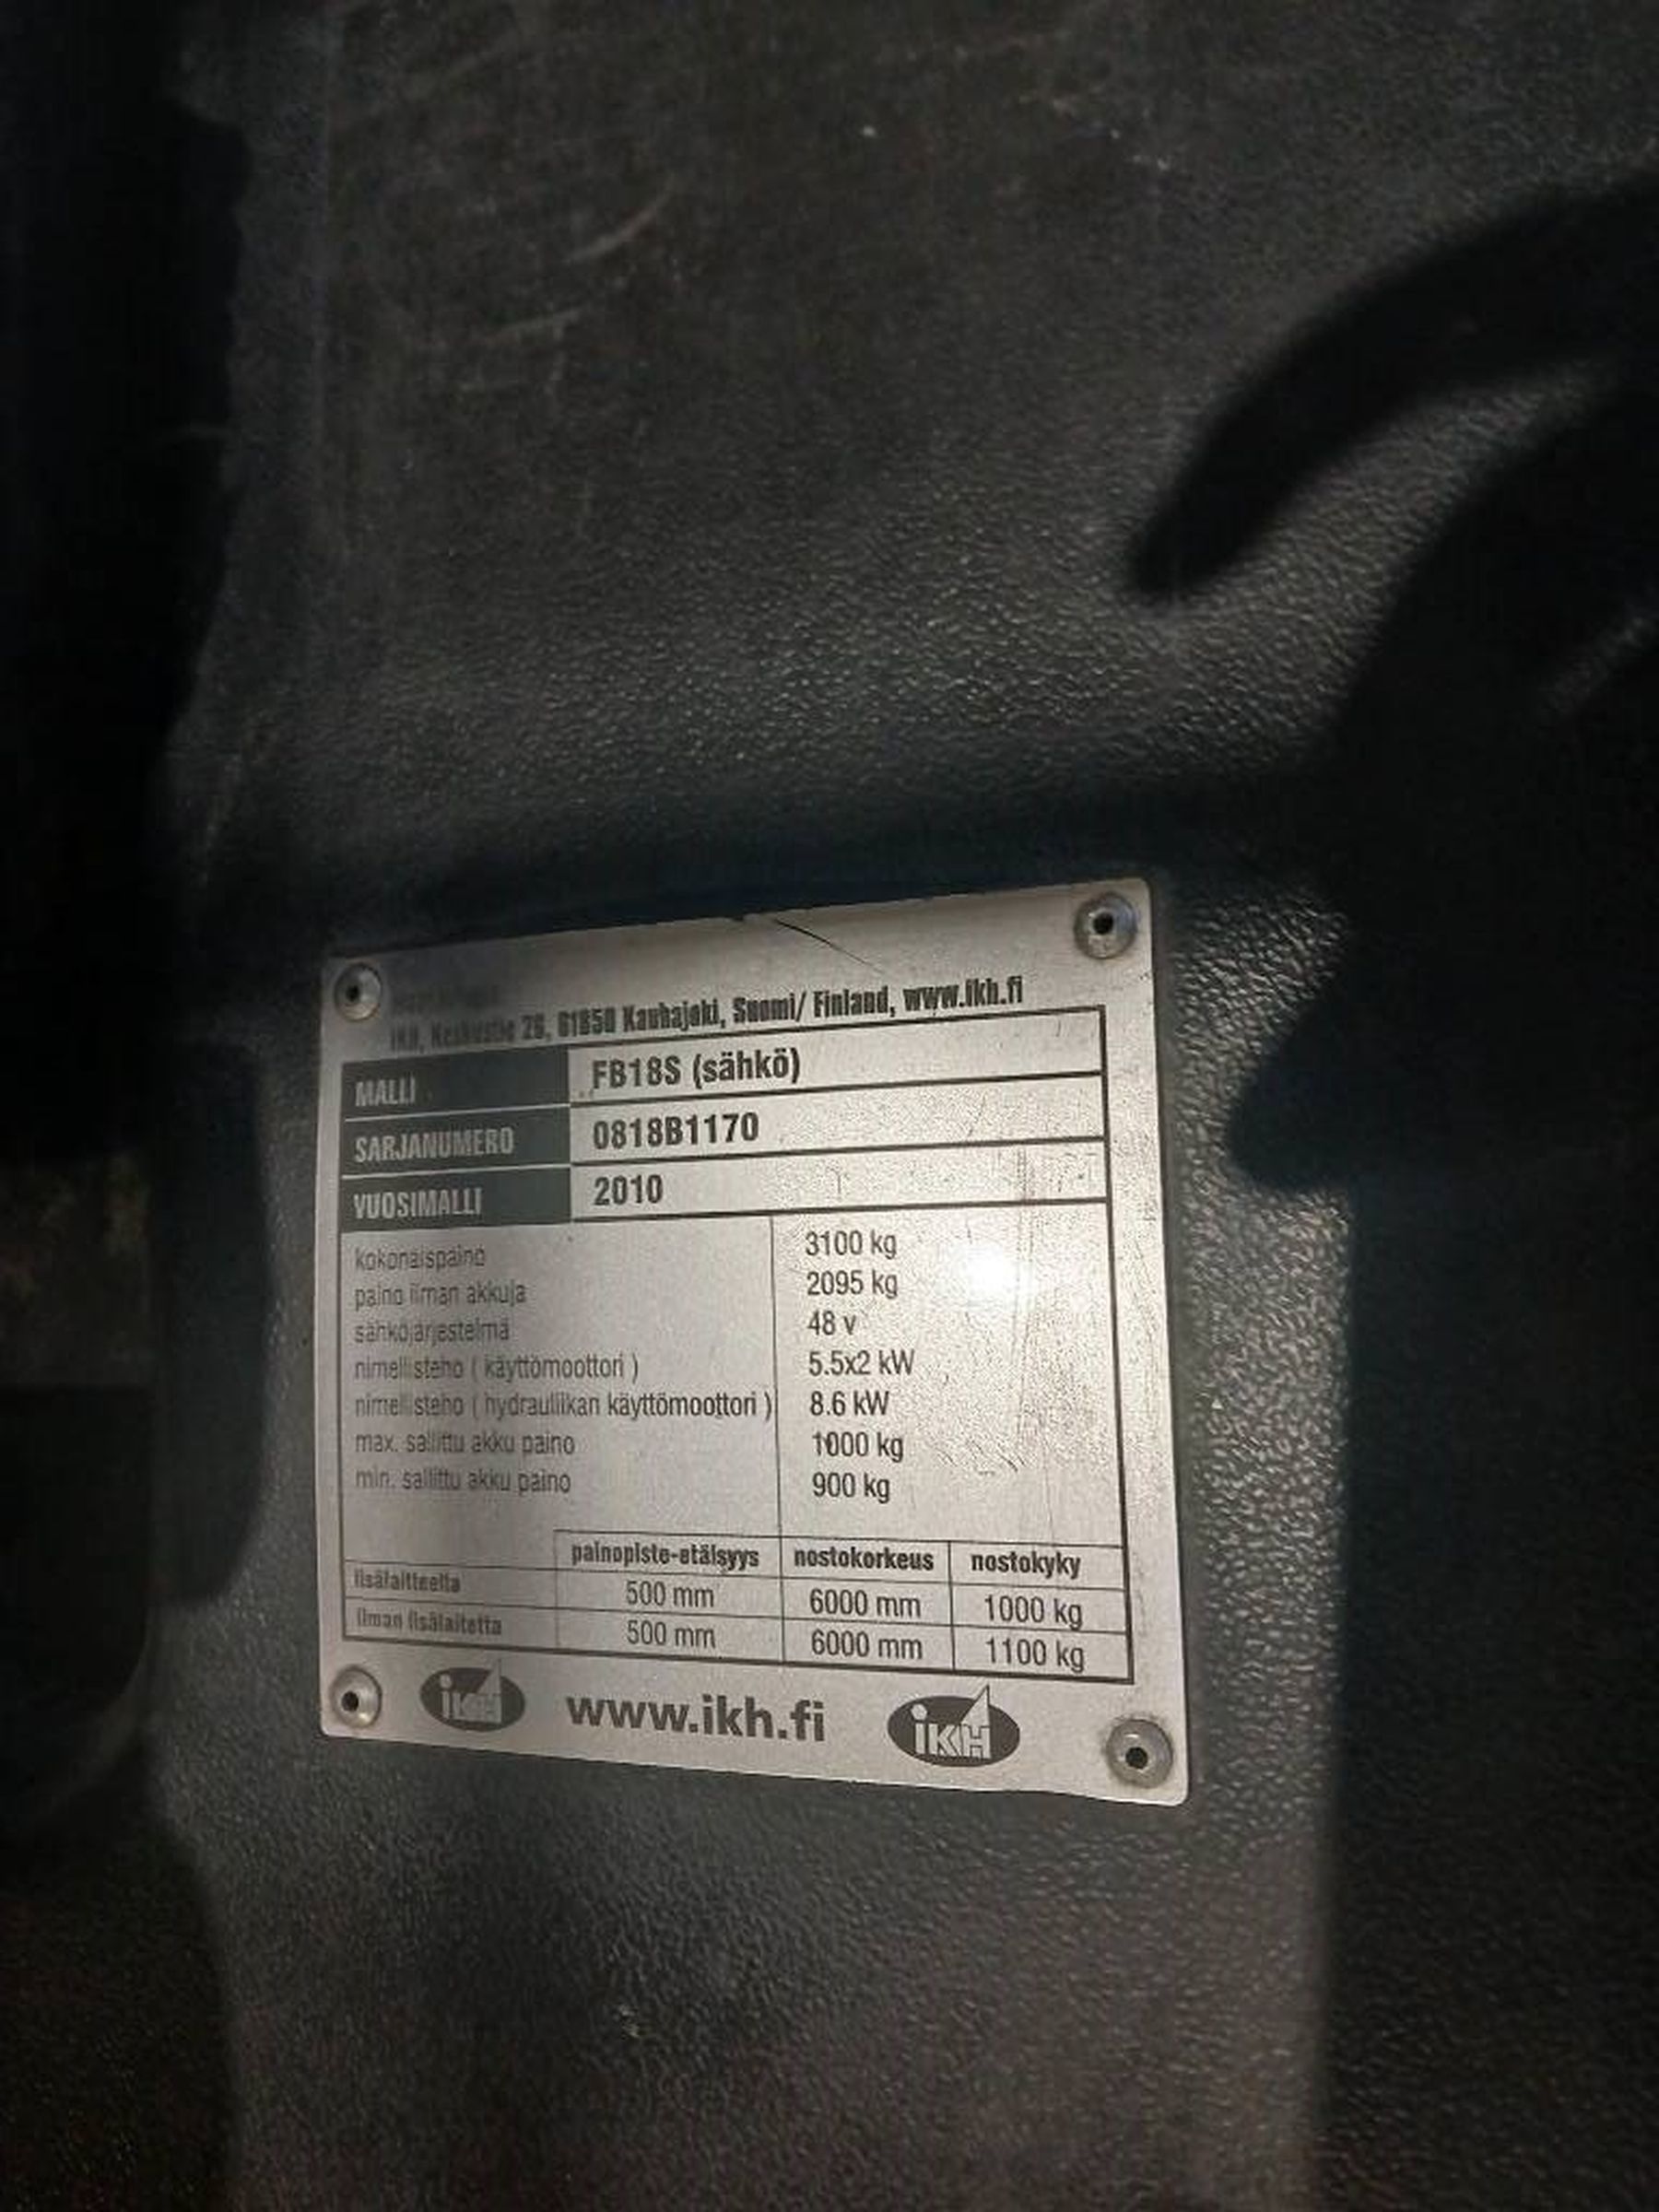 IKH, Keskustie 26, 61850 Kauhajoki, Suomi/ Finland, www.ikh.fi
MALLI FB18S (sähkö)
SARJANUMERO 0818B1170
VUOSIMALLI 2010
kokonaispaino 3100 kg
paino ilman akkuja 2095 kg
sähköjärjestelmä 48 v
nimellisteho ( käyttömoottori ) 5.5x2 kW
nimellisteho ( hydrauliikan käyttömoottori ) 8.6 kW
max. sallittu akku paino 1000 kg
min. sallittu akku paino 900 kg
painopiste-etäisyys nostokorkeus nostokyky
lisälaitteella 500 mm 6000 mm 1000 kg
ilman lisälaitetta 500 mm 6000 mm 1100 kg
iKH www.ikh.fi iKH